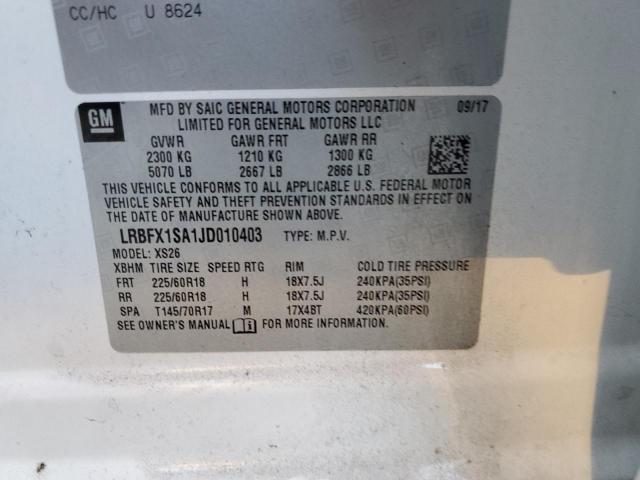 CC/HC U 8624
GM
MFD BY SAIC GENERAL MOTORS CORPORATION 09/17
LIMITED FOR GENERAL MOTORS LLC
GVWR GAWR FRT GAWR RR
2300 KG 1210 KG 1300 KG
5070 LB 2667 LB 2866 LB
THIS VEHICLE CONFORMS TO ALL APPLICABLE U.S. FEDERAL MOTOR
VEHICLE SAFETY AND THEFT PREVENTION STANDARDS IN EFFECT ON
THE DATE OF MANUFACTURE SHOWN ABOVE.
LRBFX1SA1JD010403 TYPE: M.P.V.
MODEL: XS26
XBHM TIRE SIZE SPEED RTG RIM COLD TIRE PRESSURE
FRT 225/60R18 H 18X7.5J 240KPA(35PSI)
RR 225/60R18 H 18X7.5J 240KPA(35PSI)
SPA T145/70R17 M 17X4BT 420KPA(60PSI)
SEE OWNER'S MANUAL FOR MORE INFORMATION